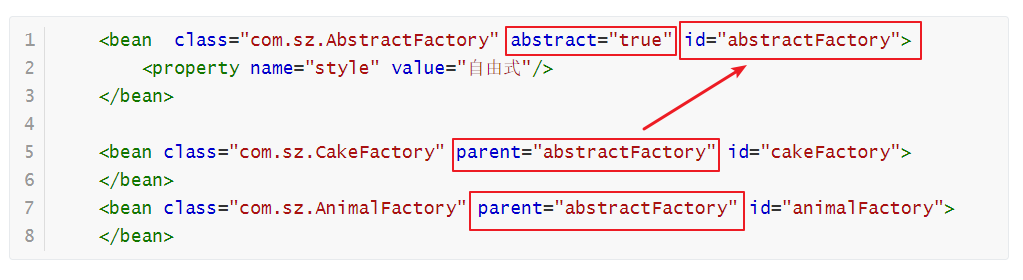 1 <bean  class="com.sz.AbstractFactory" abstract="true" id="abstractFactory">
2     <property name="style" value="自由式"/>
3 </bean>
4
5 <bean class="com.sz.CakeFactory" parent="abstractFactory" id="cakeFactory">
6 </bean>
7 <bean class="com.sz.AnimalFactory" parent="abstractFactory" id="animalFactory">
8 </bean>